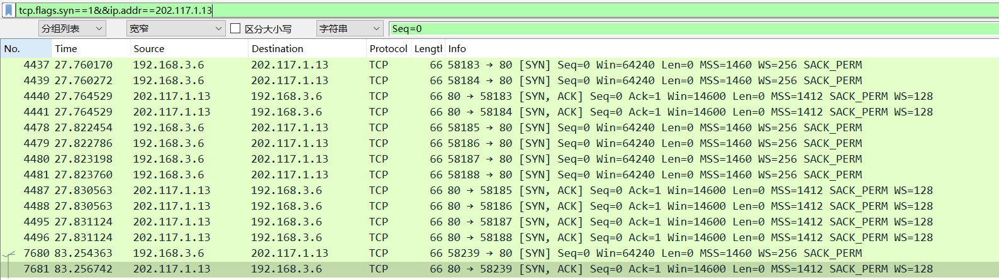 tcp.flags.syn==1&&ip.addr==202.117.1.13
分组列表 宽窄 区分大小写 字符串 Seq=0
No. Time Source Destination Protocol Length Info
4437 27.760170 192.168.3.6 202.117.1.13 TCP 66 58183 → 80 [SYN] Seq=0 Win=64240 Len=0 MSS=1460 WS=256 SACK_PERM
4439 27.760272 192.168.3.6 202.117.1.13 TCP 66 58184 → 80 [SYN] Seq=0 Win=64240 Len=0 MSS=1460 WS=256 SACK_PERM
4440 27.764529 202.117.1.13 192.168.3.6 TCP 66 80 → 58183 [SYN, ACK] Seq=0 Ack=1 Win=14600 Len=0 MSS=1412 SACK_PERM WS=128
4441 27.764529 202.117.1.13 192.168.3.6 TCP 66 80 → 58184 [SYN, ACK] Seq=0 Ack=1 Win=14600 Len=0 MSS=1412 SACK_PERM WS=128
4478 27.822454 192.168.3.6 202.117.1.13 TCP 66 58185 → 80 [SYN] Seq=0 Win=64240 Len=0 MSS=1460 WS=256 SACK_PERM
4479 27.822786 192.168.3.6 202.117.1.13 TCP 66 58186 → 80 [SYN] Seq=0 Win=64240 Len=0 MSS=1460 WS=256 SACK_PERM
4480 27.823198 192.168.3.6 202.117.1.13 TCP 66 58187 → 80 [SYN] Seq=0 Win=64240 Len=0 MSS=1460 WS=256 SACK_PERM
4481 27.823760 192.168.3.6 202.117.1.13 TCP 66 58188 → 80 [SYN] Seq=0 Win=64240 Len=0 MSS=1460 WS=256 SACK_PERM
4487 27.830563 202.117.1.13 192.168.3.6 TCP 66 80 → 58185 [SYN, ACK] Seq=0 Ack=1 Win=14600 Len=0 MSS=1412 SACK_PERM WS=128
4488 27.830563 202.117.1.13 192.168.3.6 TCP 66 80 → 58186 [SYN, ACK] Seq=0 Ack=1 Win=14600 Len=0 MSS=1412 SACK_PERM WS=128
4495 27.831124 202.117.1.13 192.168.3.6 TCP 66 80 → 58187 [SYN, ACK] Seq=0 Ack=1 Win=14600 Len=0 MSS=1412 SACK_PERM WS=128
4496 27.831124 202.117.1.13 192.168.3.6 TCP 66 80 → 58188 [SYN, ACK] Seq=0 Ack=1 Win=14600 Len=0 MSS=1412 SACK_PERM WS=128
7680 83.254363 192.168.3.6 202.117.1.13 TCP 66 58239 → 80 [SYN] Seq=0 Win=64240 Len=0 MSS=1460 WS=256 SACK_PERM
7681 83.256742 202.117.1.13 192.168.3.6 TCP 66 80 → 58239 [SYN, ACK] Seq=0 Ack=1 Win=14600 Len=0 MSS=1412 SACK_PERM WS=128